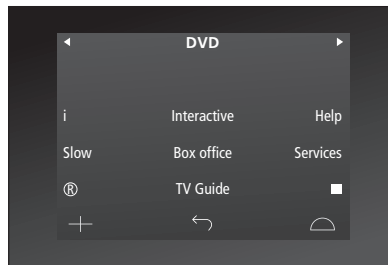 DVD
i Interactive Help
Slow Box office Services
® TV Guide